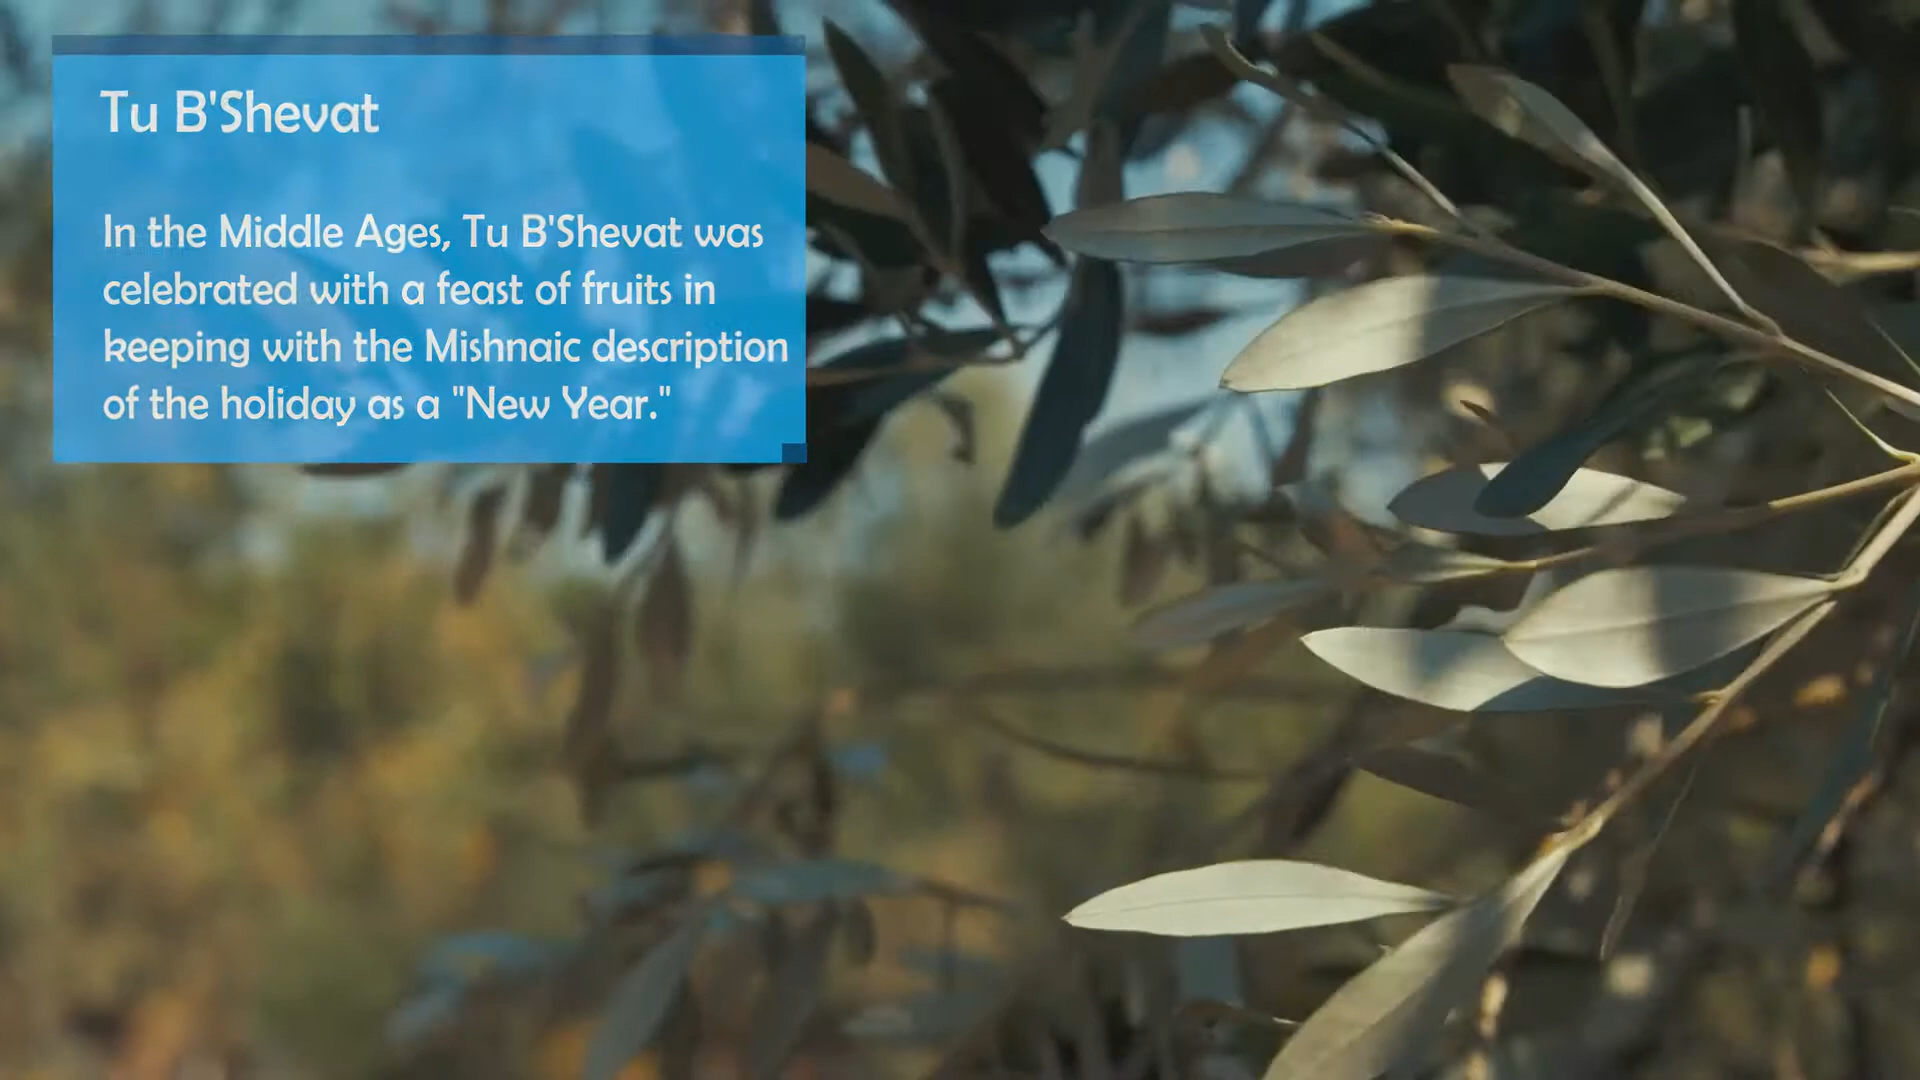 Tu B'Shevat
In the Middle Ages, Tu B'Shevat was
celebrated with a feast of fruits in
keeping with the Mishnaic description
of the holiday as a "New Year."